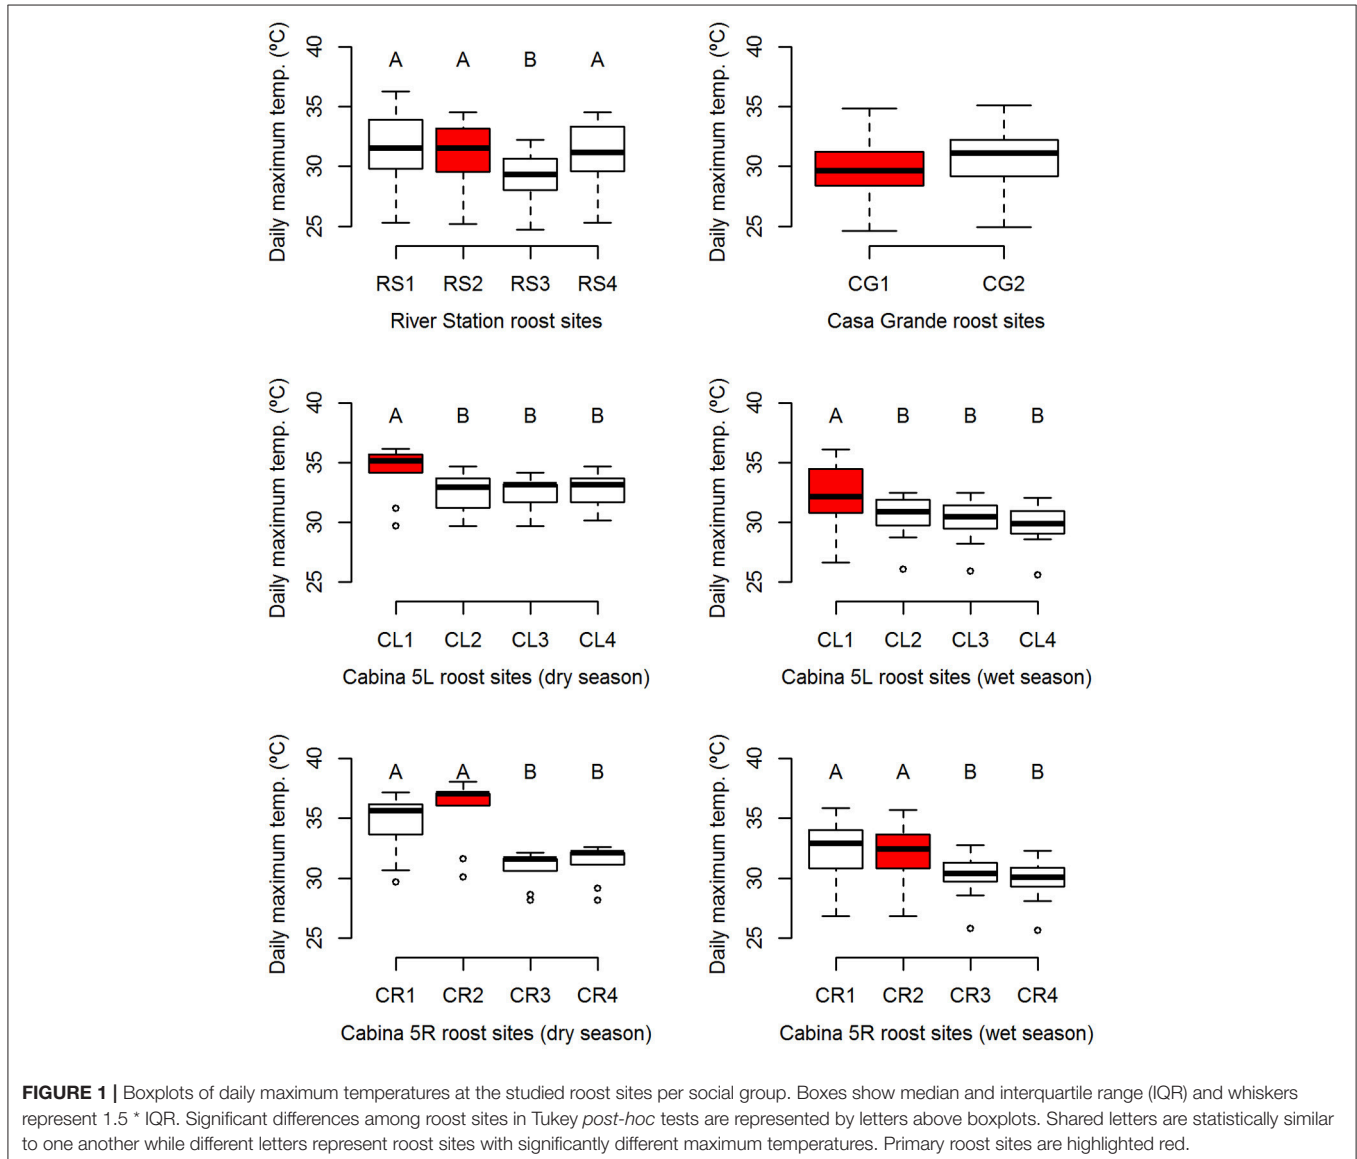 Daily maximum temp. (ºC)
40
35
30
25
A A B A
RS1 RS2 RS3 RS4
River Station roost sites
Daily maximum temp. (ºC)
40
35
30
25
CG1 CG2
Casa Grande roost sites
Daily maximum temp. (ºC)
40
35
30
25
A B B B
CL1 CL2 CL3 CL4
Cabina 5L roost sites (dry season)
Daily maximum temp. (ºC)
40
35
30
25
A B B B
CL1 CL2 CL3 CL4
Cabina 5L roost sites (wet season)
Daily maximum temp. (ºC)
40
35
30
25
A A B B
CR1 CR2 CR3 CR4
Cabina 5R roost sites (dry season)
Daily maximum temp. (ºC)
40
35
30
25
A A B B
CR1 CR2 CR3 CR4
Cabina 5R roost sites (wet season)
FIGURE 1 | Boxplots of daily maximum temperatures at the studied roost sites per social group. Boxes show median and interquartile range (IQR) and whiskers
represent 1.5 * IQR. Significant differences among roost sites in Tukey post-hoc tests are represented by letters above boxplots. Shared letters are statistically similar
to one another while different letters represent roost sites with significantly different maximum temperatures. Primary roost sites are highlighted red.